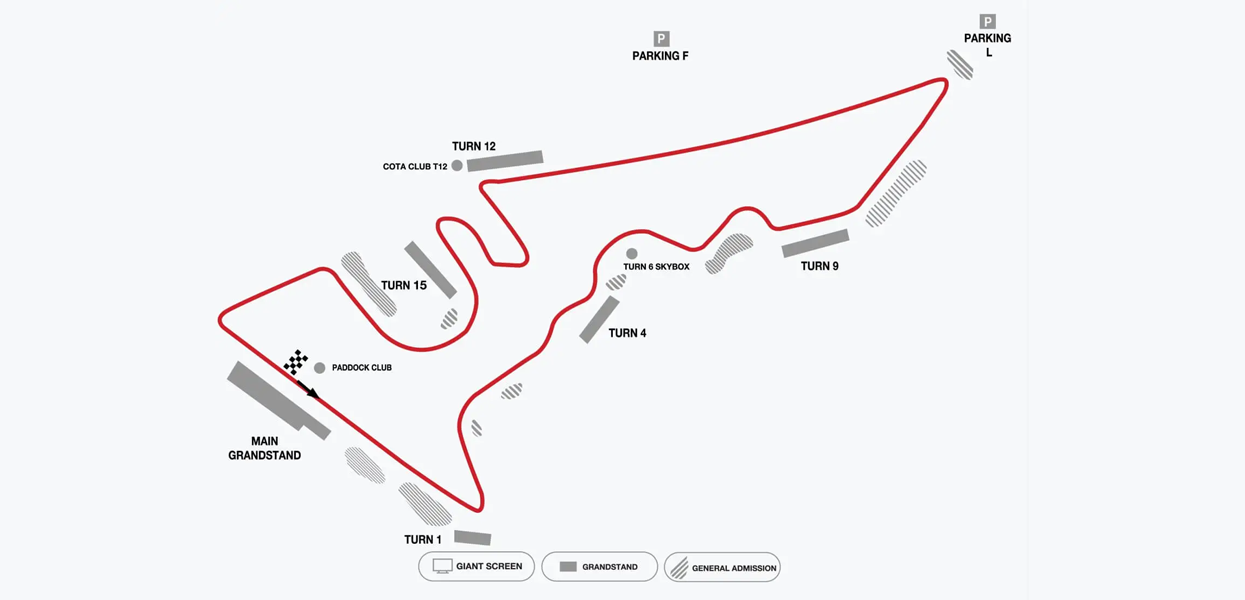 P
PARKING
L
P
PARKING F
TURN 12
COTA CLUB T12
TURN 6 SKYBOX
TURN 9
TURN 15
TURN 4
PADDOCK CLUB
MAIN
GRANDSTAND
TURN 1
GIANT SCREEN
GRANDSTAND
GENERAL ADMISSION